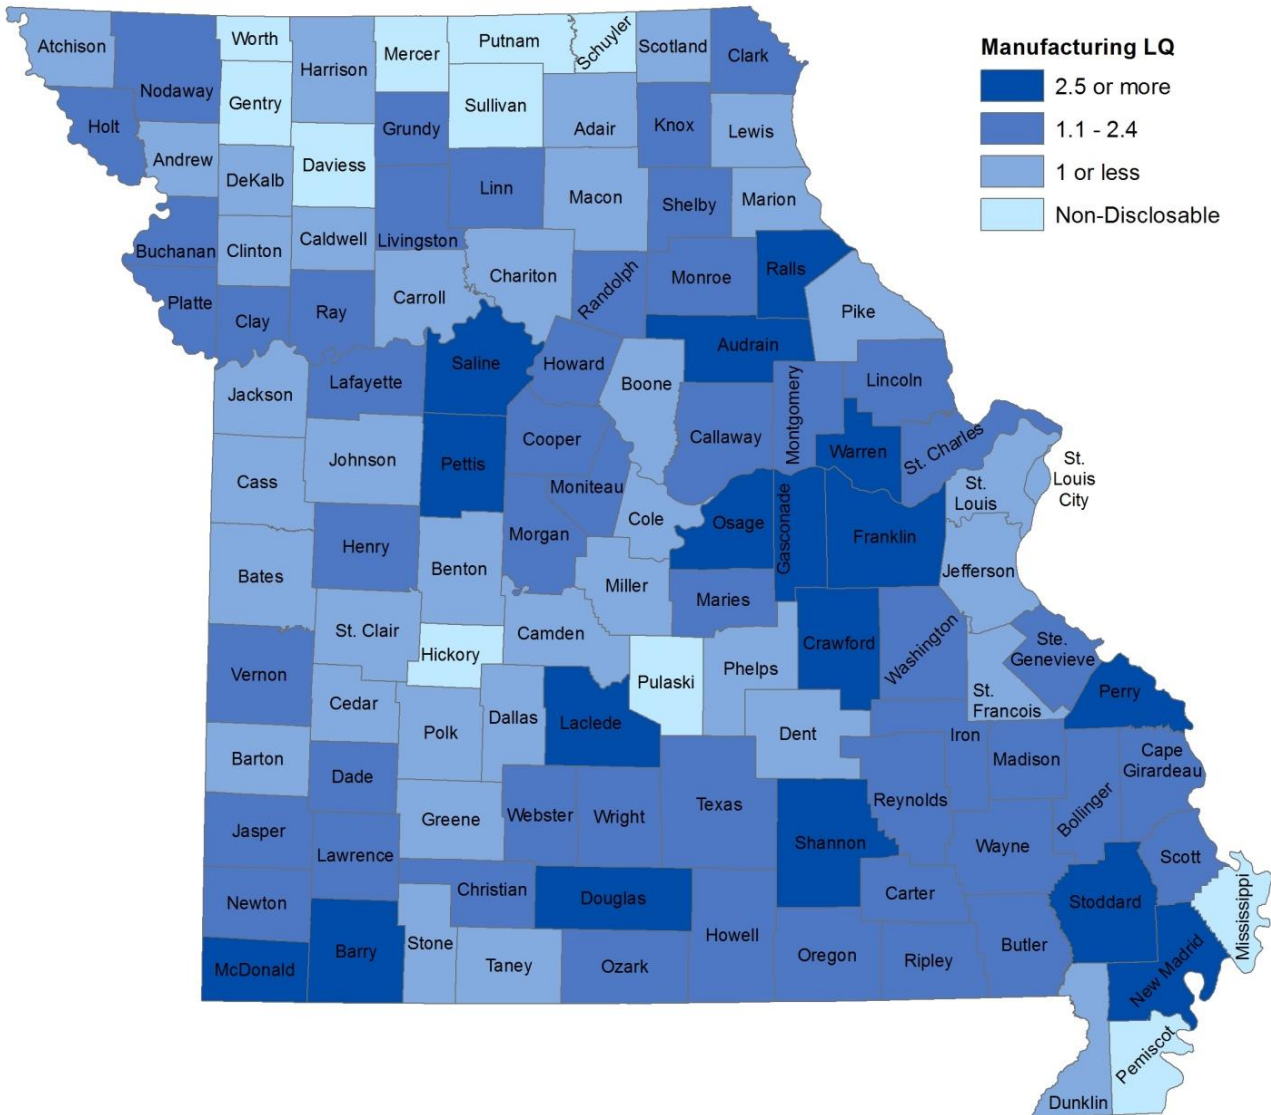 Manufacturing LQ
2.5 or more
1.1 - 2.4
1 or less
Non-Disclosable
Atchison
Nodaway
Worth
Harrison
Mercer
Putnam
Schuyler
Scotland
Clark
Holt
Gentry
Sullivan
Andrew
Grundy
Adair
Knox
Lewis
DeKalb
Daviess
Linn
Macon
Shelby
Marion
Buchanan
Clinton
Caldwell
Livingston
Chariton
Randolph
Monroe
Ralls
Platte
Clay
Ray
Carroll
Pike
Saline
Howard
Audrain
Jackson
Lafayette
Boone
Montgomery
Lincoln
Cooper
Callaway
Warren
St. Charles
Cass
Johnson
Pettis
Moniteau
St.
Louis
St.
Louis
City
Henry
Morgan
Cole
Osage
Gasconade
Franklin
Bates
Benton
Miller
Maries
Jefferson
St. Clair
Camden
Crawford
Washington
Ste.
Genevieve
Hickory
Vernon
Pulaski
Phelps
Perry
Cedar
Polk
Dallas
Laclede
St.
Francois
Dent
Iron
Barton
Dade
Madison
Cape
Girardeau
Jasper
Greene
Webster
Wright
Texas
Reynolds
Bollinger
Lawrence
Shannon
Wayne
Scott
Newton
Christian
Douglas
Carter
Stoddard
Mississippi
McDonald
Barry
Stone
Taney
Ozark
Howell
Oregon
Ripley
Butler
New Madrid
Pemiscot
Dunklin